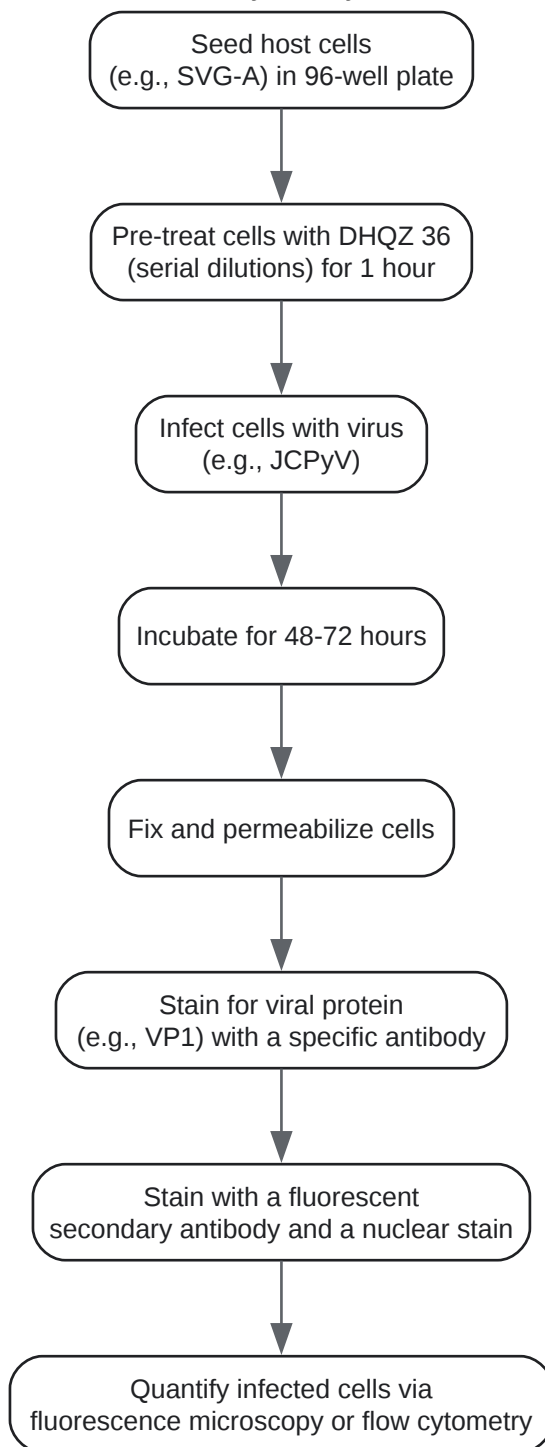 Seed host cells
(e.g., SVG-A) in 96-well plate
Pre-treat cells with DHQZ 36
(serial dilutions) for 1 hour
Infect cells with virus
(e.g., JCPyV)
Incubate for 48-72 hours
Fix and permeabilize cells
Stain for viral protein
(e.g., VP1) with a specific antibody
Stain with a fluorescent
secondary antibody and a nuclear stain
Quantify infected cells via
fluorescence microscopy or flow cytometry